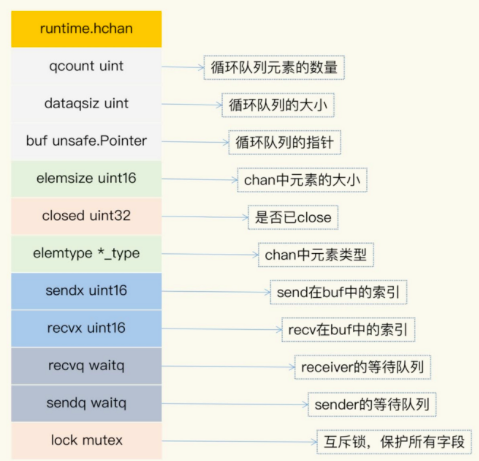 runtime.hchan
qcount uint
循环队列元素的数量
dataqsiz uint
循环队列的大小
buf unsafe.Pointer
循环队列的指针
elemsize uint16
chan中元素的大小
closed uint32
是否已close
elemtype *_type
chan中元素类型
sendx uint16
send在buf中的索引
recvx uint16
recv在buf中的索引
recvq waitq
receiver的等待队列
sendq waitq
sender的等待队列
lock mutex
互斥锁，保护所有字段